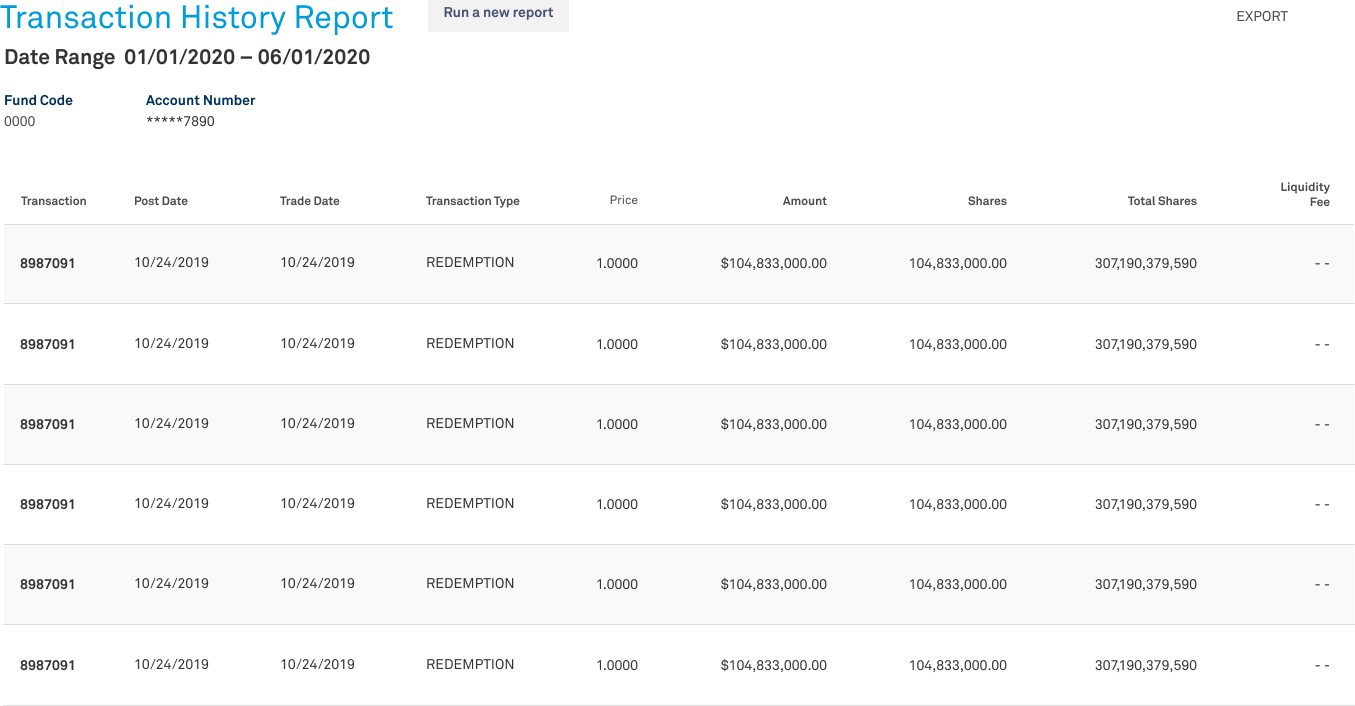 Transaction History Report Run a new report EXPORT
Date Range 01/01/2020 – 06/01/2020
Fund Code Account Number
0000 *****7890
Transaction Post Date Trade Date Transaction Type Price Amount Shares Total Shares Liquidity Fee
8987091 10/24/2019 10/24/2019 REDEMPTION 1.0000 $104,833,000.00 104,833,000.00 307,190,379,590 - -
8987091 10/24/2019 10/24/2019 REDEMPTION 1.0000 $104,833,000.00 104,833,000.00 307,190,379,590 - -
8987091 10/24/2019 10/24/2019 REDEMPTION 1.0000 $104,833,000.00 104,833,000.00 307,190,379,590 - -
8987091 10/24/2019 10/24/2019 REDEMPTION 1.0000 $104,833,000.00 104,833,000.00 307,190,379,590 - -
8987091 10/24/2019 10/24/2019 REDEMPTION 1.0000 $104,833,000.00 104,833,000.00 307,190,379,590 - -
8987091 10/24/2019 10/24/2019 REDEMPTION 1.0000 $104,833,000.00 104,833,000.00 307,190,379,590 - -